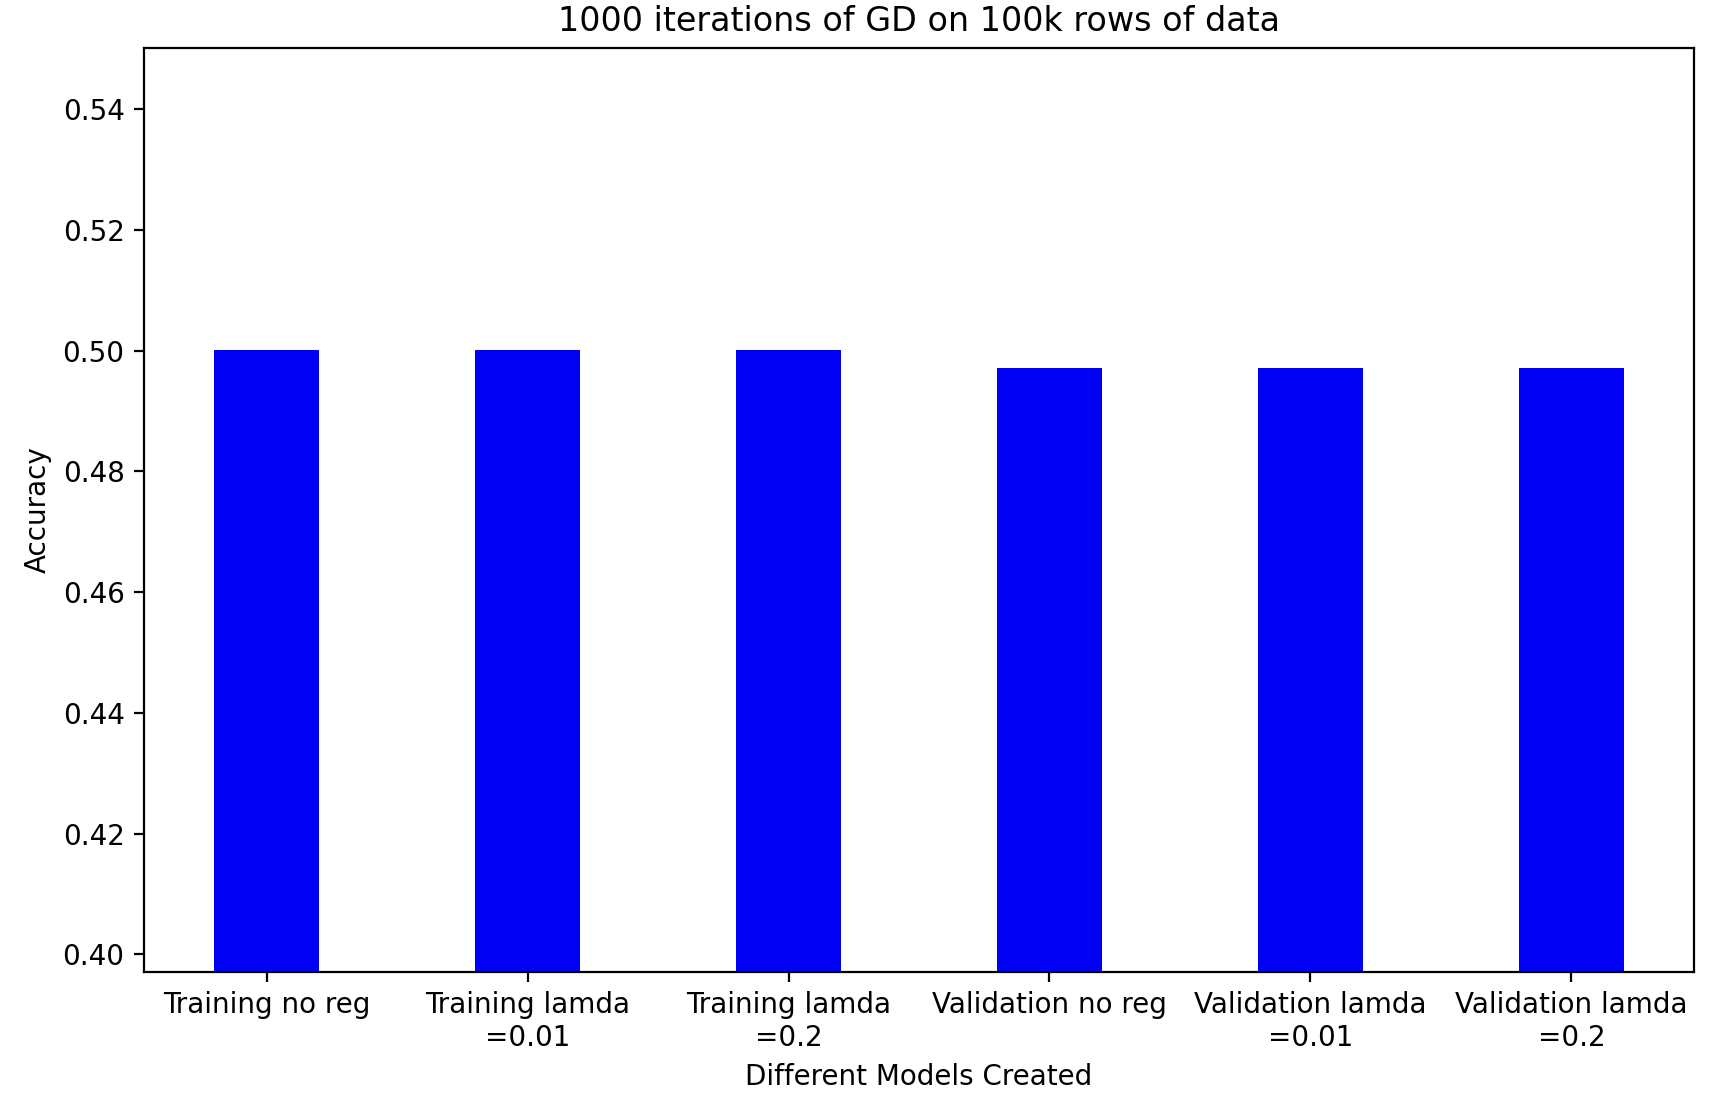 1000 iterations of GD on 100k rows of data
0.54
0.52
0.50
0.48
0.46
0.44
0.42
0.40
Accuracy
Training no reg
Training lamda
=0.01
Training lamda
=0.2
Validation no reg
Validation lamda
=0.01
Validation lamda
=0.2
Different Models Created